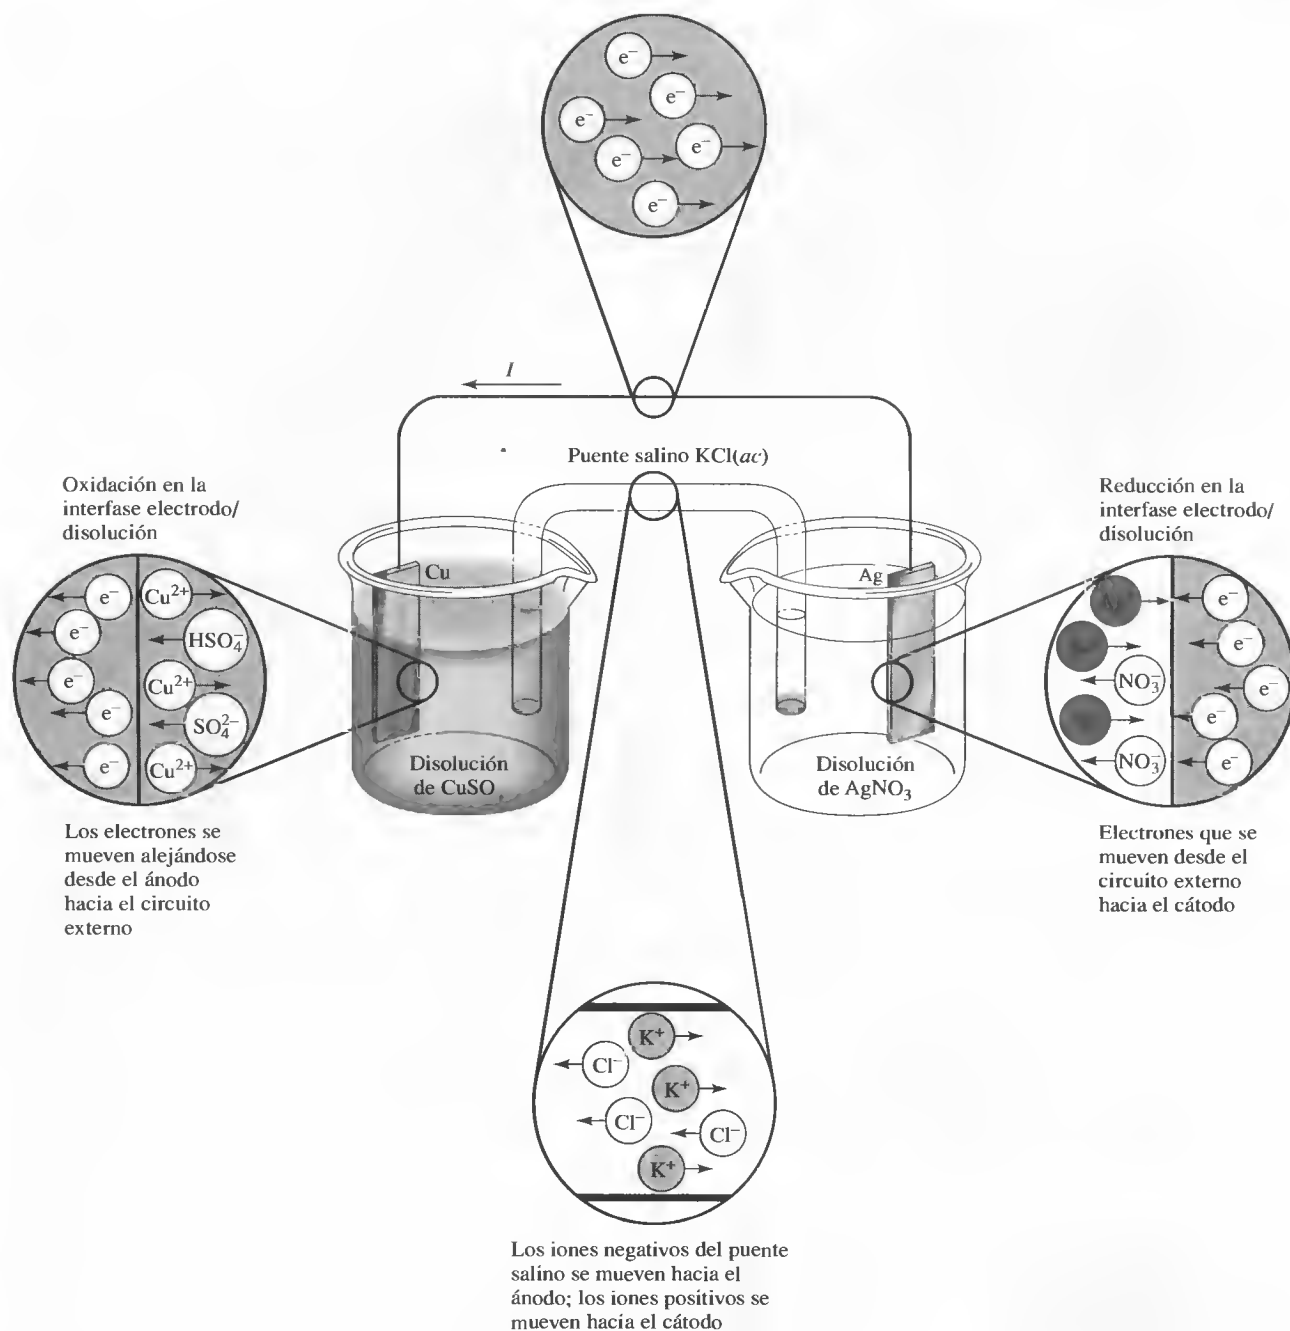 e⁻
e⁻
e⁻
e⁻
e⁻
e⁻
I
Puente salino KCl(ac)
Oxidación en la
interfase electrodo/
disolución
Reducción en la
interfase electrodo/
disolución
Cu
Ag
e⁻
Cu²⁺
e⁻
HSO₄⁻
e⁻
Cu²⁺
e⁻
SO₄²⁻
e⁻
Cu²⁺
e⁻
e⁻
NO₃⁻
e⁻
e⁻
NO₃⁻
e⁻
Disolución
de CuSO
Disolución
de AgNO₃
Los electrones se
mueven alejándose
desde el ánodo
hacia el circuito
externo
Electrones que se
mueven desde el
circuito externo
hacia el cátodo
K⁺
Cl⁻
K⁺
Cl⁻
Cl⁻
K⁺
Los iones negativos del puente
salino se mueven hacia el
ánodo; los iones positivos se
mueven hacia el cátodo